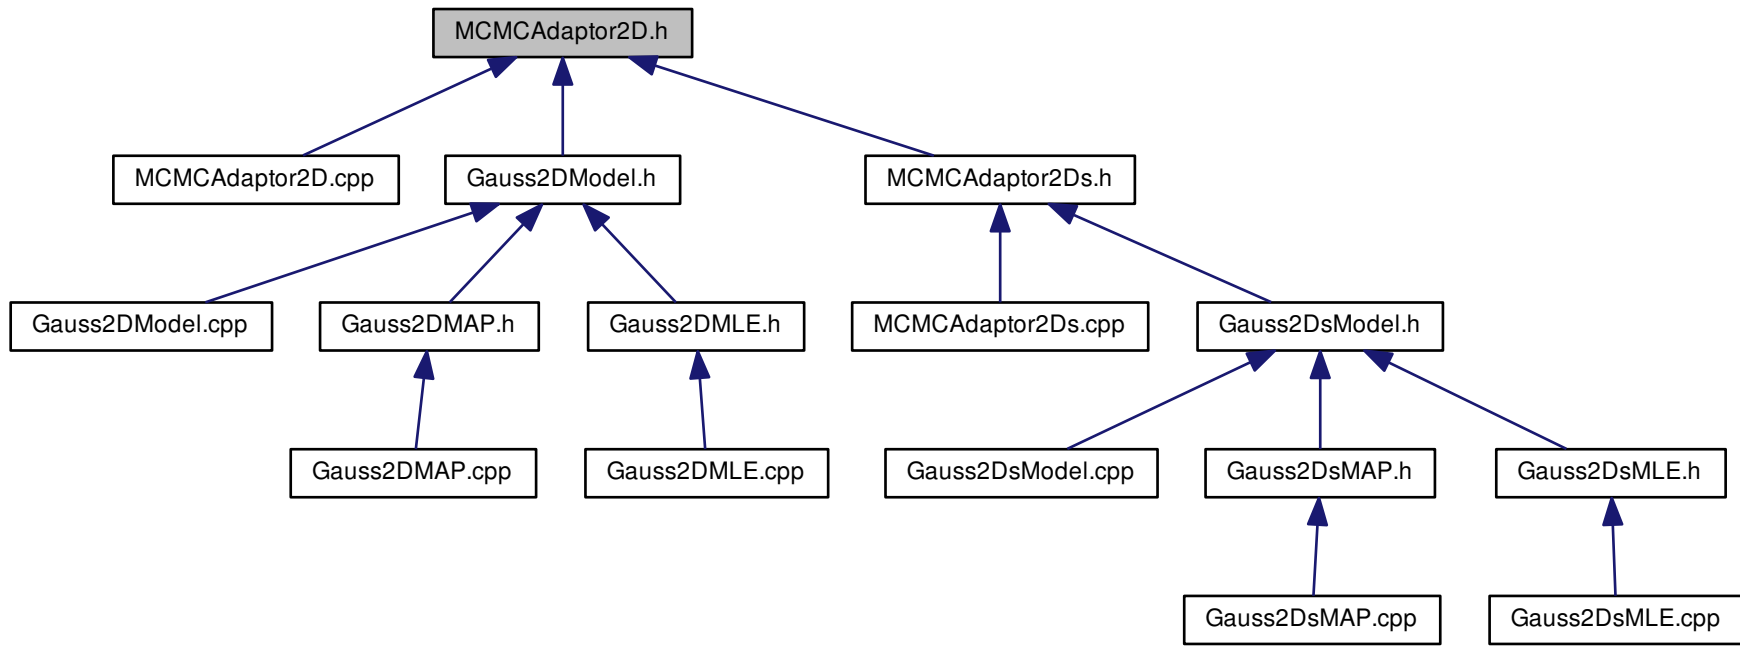 MCMCAdaptor2D.h
MCMCAdaptor2D.cpp
Gauss2DModel.h
MCMCAdaptor2Ds.h
Gauss2DModel.cpp
Gauss2DMAP.h
Gauss2DMLE.h
MCMCAdaptor2Ds.cpp
Gauss2DsModel.h
Gauss2DMAP.cpp
Gauss2DMLE.cpp
Gauss2DsModel.cpp
Gauss2DsMAP.h
Gauss2DsMLE.h
Gauss2DsMAP.cpp
Gauss2DsMLE.cpp